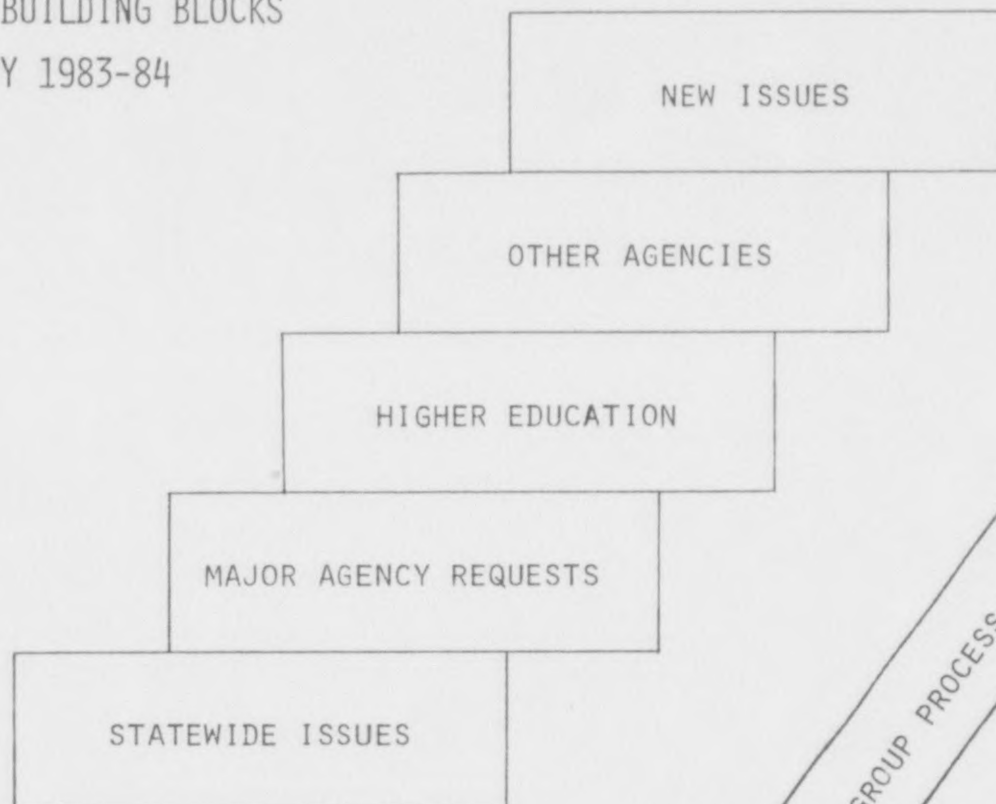 BUILDING BLOCKS
Y 1983-84
NEW ISSUES
OTHER AGENCIES
HIGHER EDUCATION
MAJOR AGENCY REQUESTS
STATEWIDE ISSUES
GROUP PROCESS